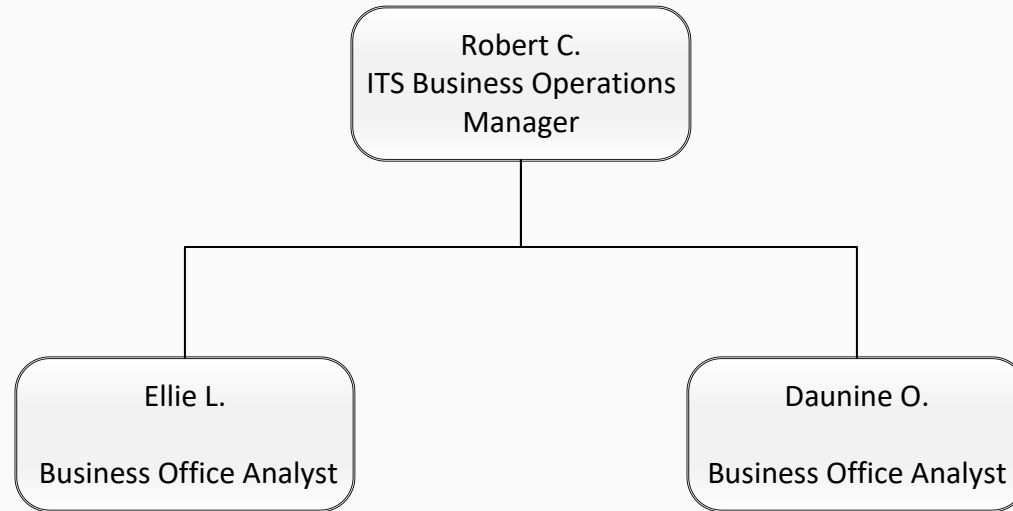 Robert C.
ITS Business Operations
Manager
Ellie L.
Business Office Analyst
Daunine O.
Business Office Analyst